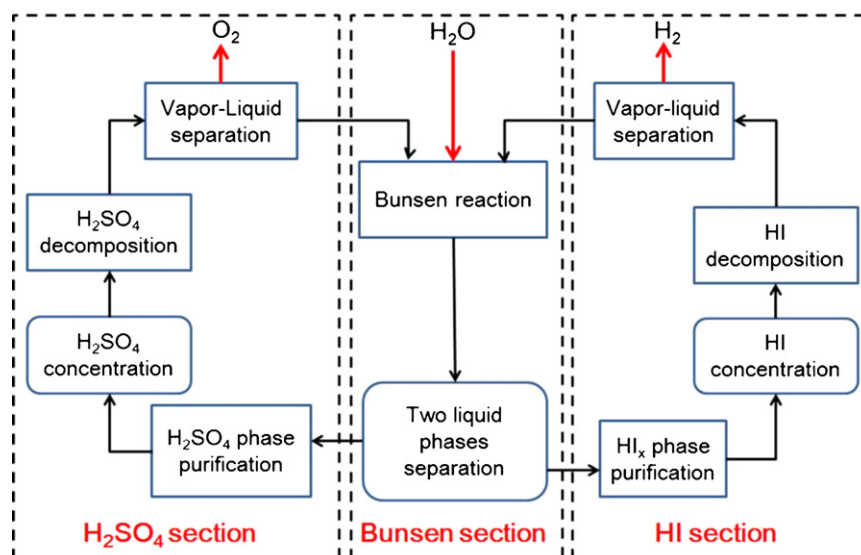 O₂
H₂O
H₂
Vapor-Liquid
separation
Vapor-liquid
separation
Bunsen reaction
H₂SO₄
decomposition
HI
decomposition
H₂SO₄
concentration
HI
concentration
Two liquid
phases
separation
H₂SO₄ phase
purification
HIₓ phase
purification
H₂SO₄ section
Bunsen section
HI section